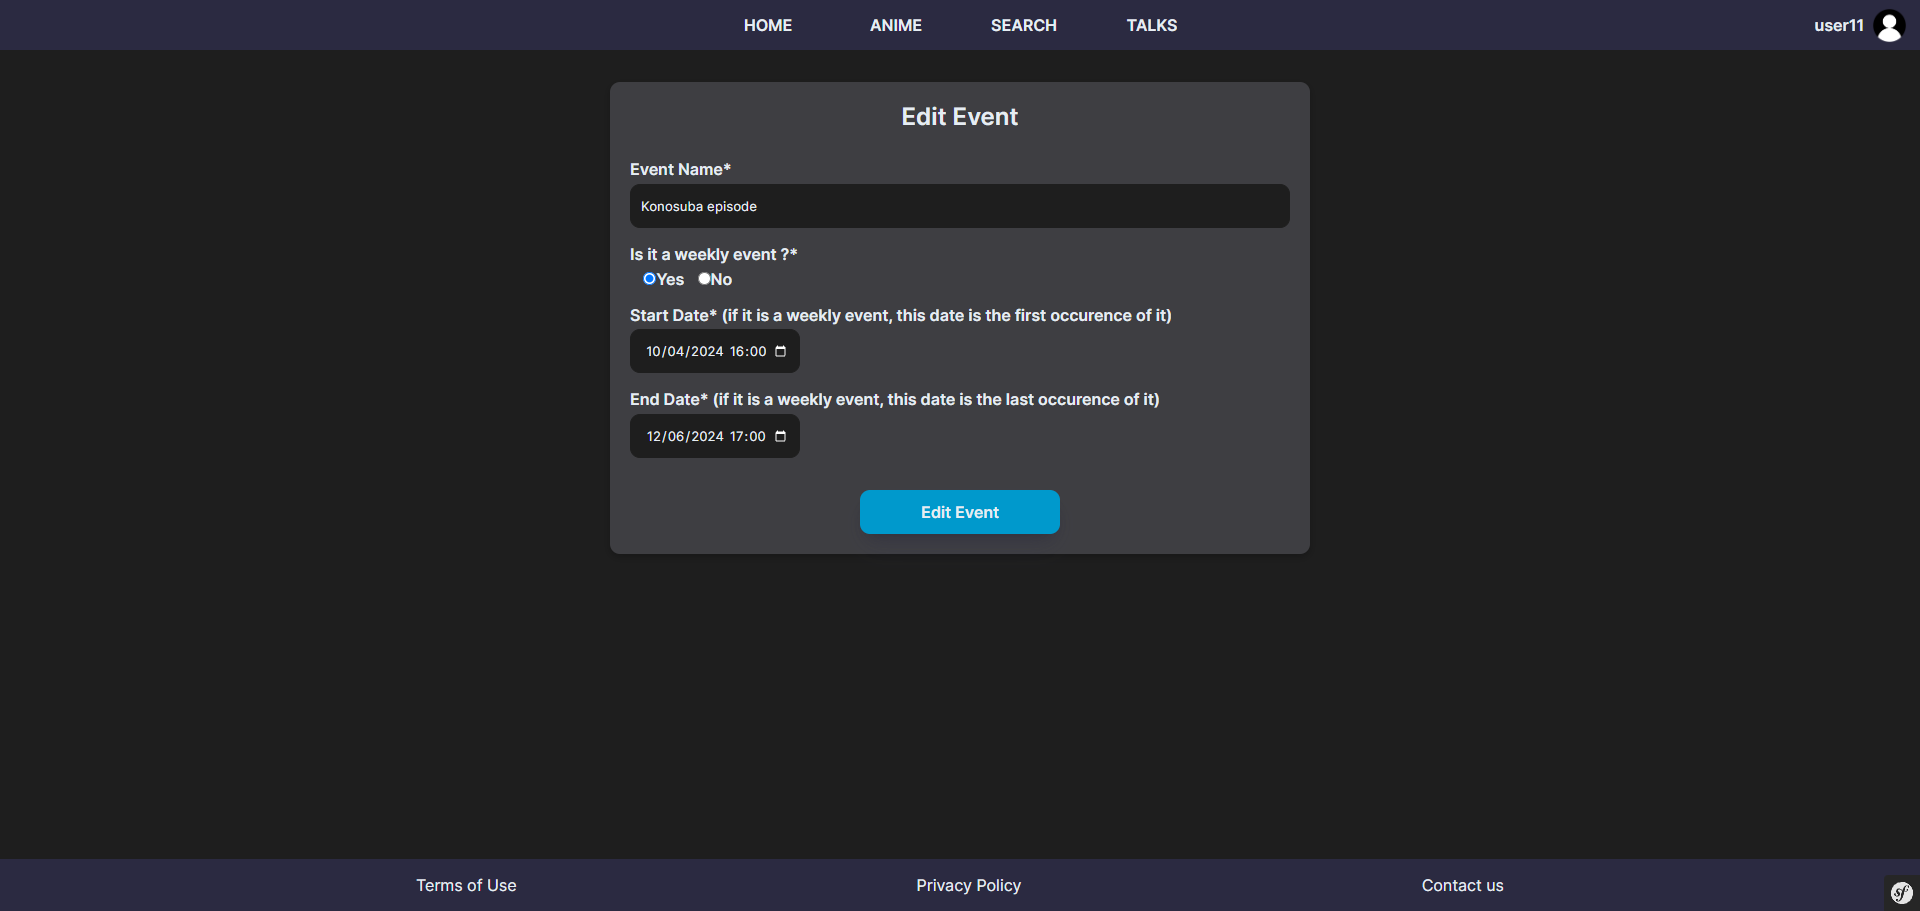 HOME
ANIME
SEARCH
TALKS
user11
Edit Event
Event Name*
Konosuba episode
Is it a weekly event ?*
Yes No
Start Date* (if it is a weekly event, this date is the first occurence of it)
10/04/2024 16:00
End Date* (if it is a weekly event, this date is the last occurence of it)
12/06/2024 17:00
Edit Event
Terms of Use
Privacy Policy
Contact us
sf